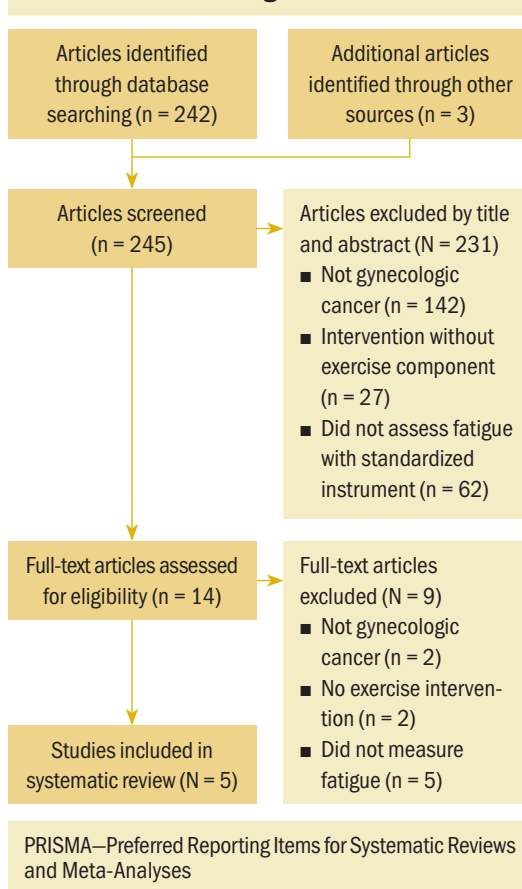 Articles identified
through database
searching (n = 242)
Additional articles
identified through other
sources (n = 3)
Articles screened
(n = 245)
Articles excluded by title
and abstract (N = 231)
■ Not gynecologic
cancer (n = 142)
■ Intervention without
exercise component
(n = 27)
■ Did not assess fatigue
with standardized
instrument (n = 62)
Full-text articles assessed
for eligibility (n = 14)
Full-text articles
excluded (N = 9)
■ Not gynecologic
cancer (n = 2)
■ No exercise interven-
tion (n = 2)
■ Did not measure
fatigue (n = 5)
Studies included in
systematic review (N = 5)
PRISMA—Preferred Reporting Items for Systematic Reviews
and Meta-Analyses